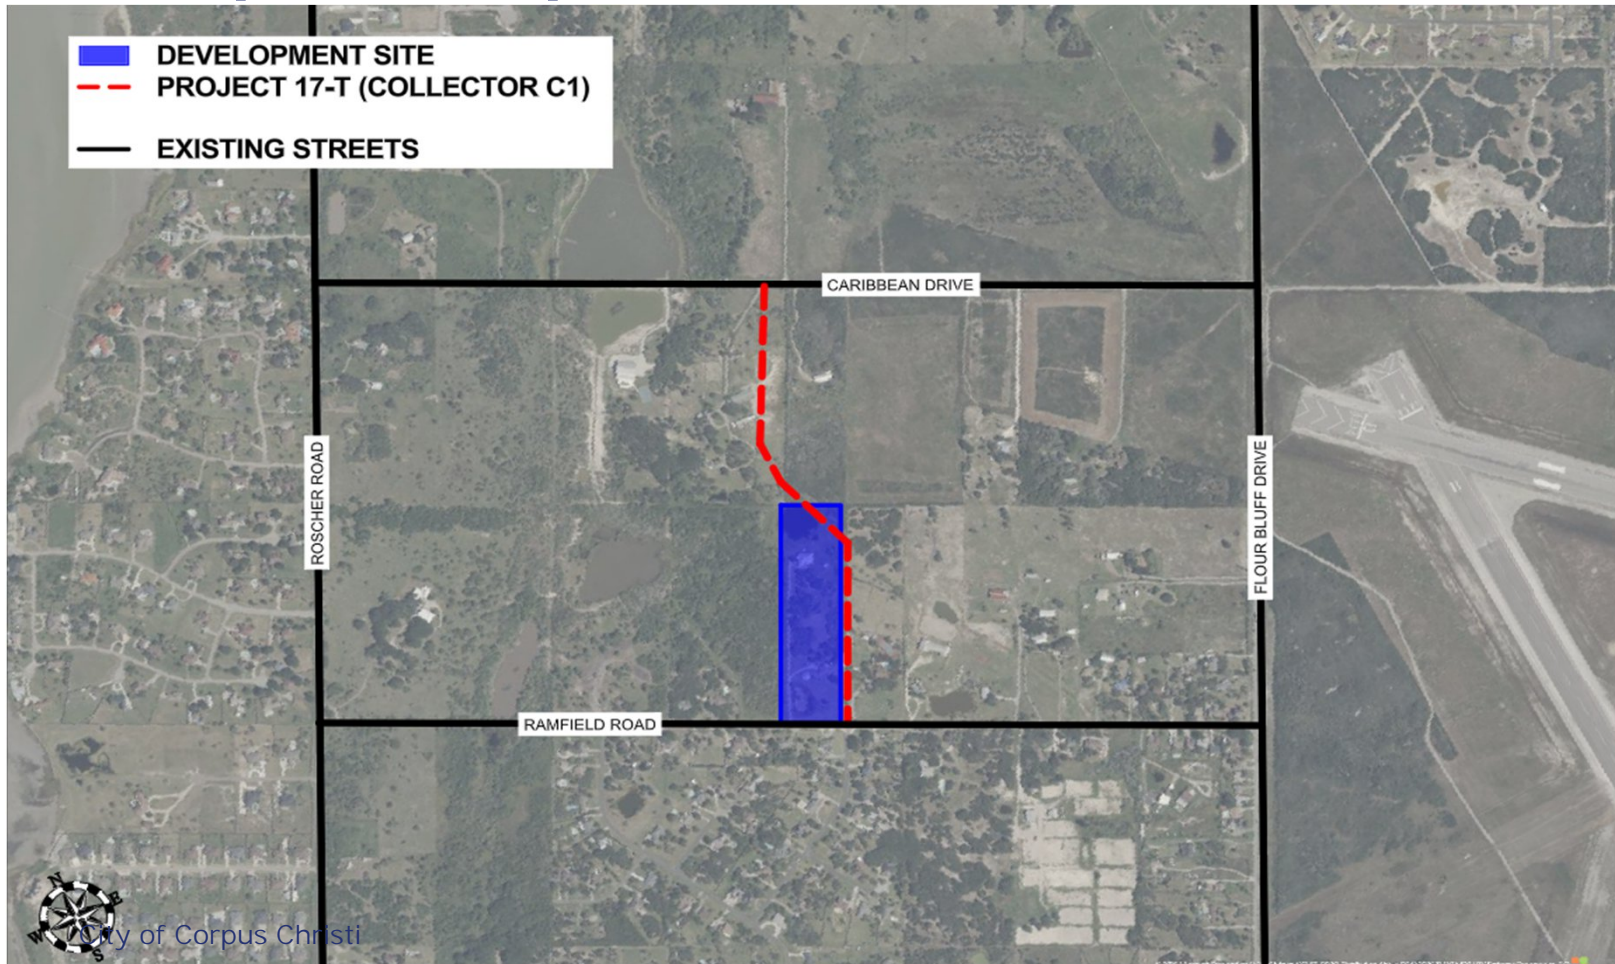 DEVELOPMENT SITE
PROJECT 17-T (COLLECTOR C1)
EXISTING STREETS
CARIBBEAN DRIVE
ROSCHER ROAD
FLOUR BLUFF DRIVE
RAMFIELD ROAD
N
E
W
S
City of Corpus Christi